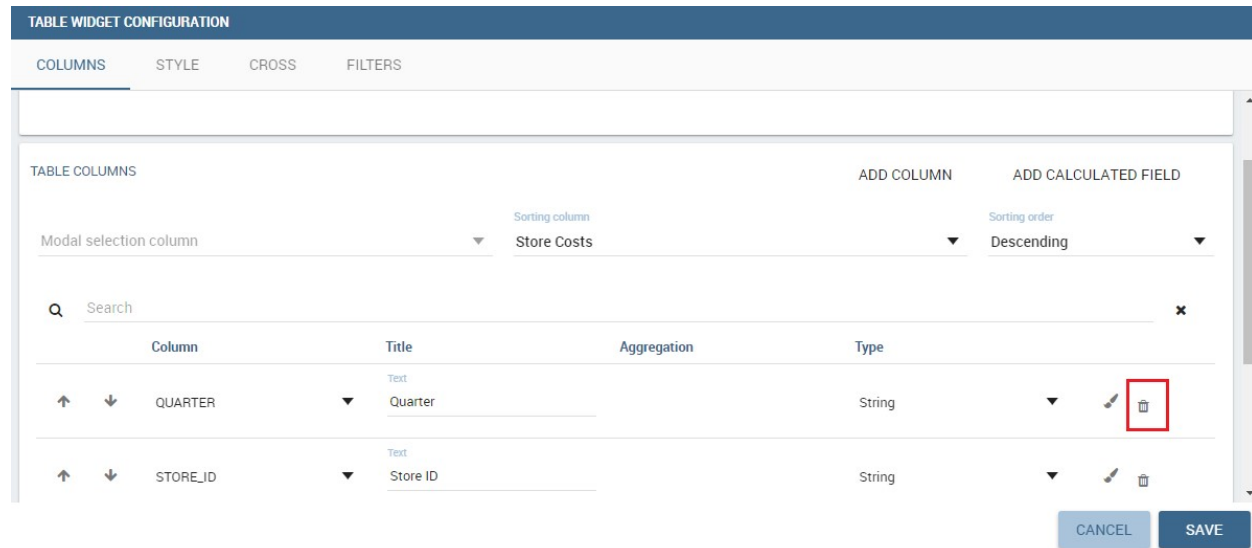 TABLE WIDGET CONFIGURATION
COLUMNS STYLE CROSS FILTERS
TABLE COLUMNS ADD COLUMN ADD CALCULATED FIELD
Sorting column Sorting order
Modal selection column Store Costs Descending
Search
Column Title Aggregation Type
Text
QUARTER Quarter String
Text
STORE_ID Store ID String
CANCEL SAVE